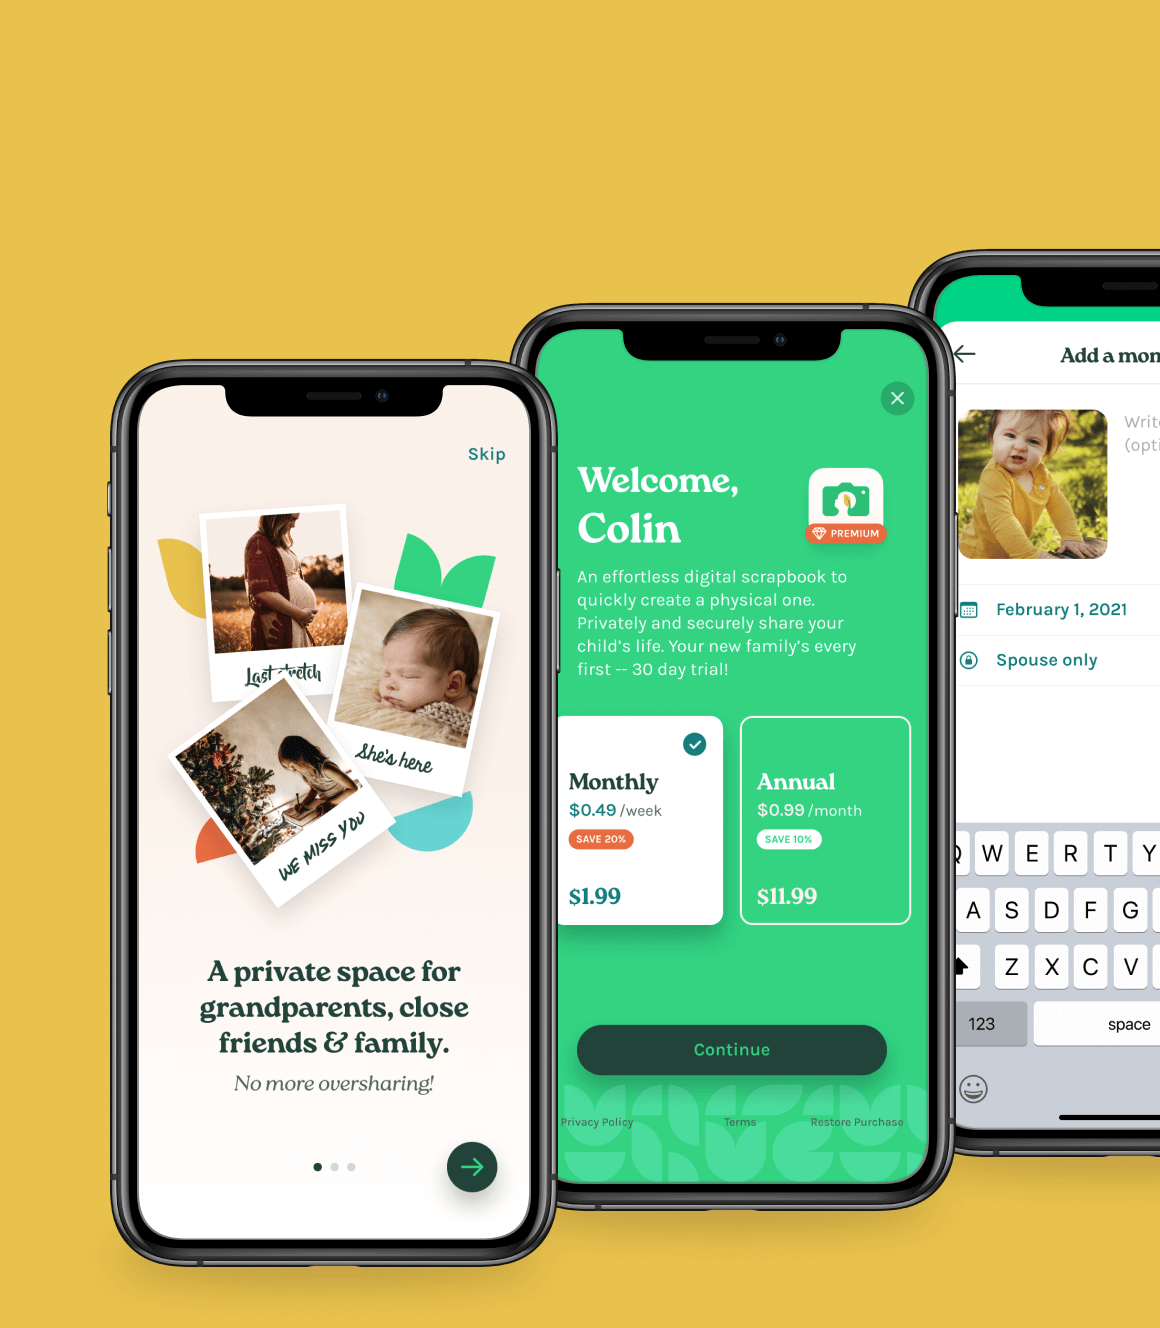 Skip
Last stretch
She's here
WE MISS YOU
A private space for
grandparents, close
friends & family.
No more oversharing!
Welcome,
Colin
PREMIUM
An effortless digital scrapbook to
quickly create a physical one.
Privately and securely share your
child's life. Your new family's every
first -- 30 day trial!
Monthly
$0.49 /week
SAVE 20%
$1.99
Annual
$0.99 /month
SAVE 10%
$11.99
Continue
Privacy Policy Terms Restore Purchase
Add a mom
Write
(opti
February 1, 2021
Spouse only
Q W E R T Y
A S D F G
Z X C V
123 space